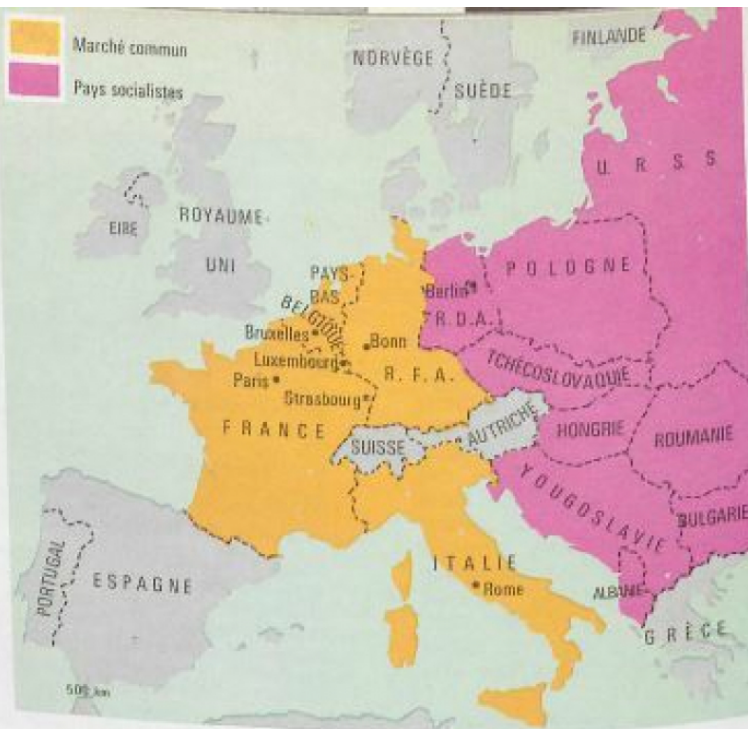 Marché commun
Pays socialistes
NORVÈGE
SUÈDE
FINLANDE
U. R. S. S.
EIRE
ROYAUME-
UNI
PAYS-
BAS
BELGIQUE
Bruxelles
Luxembourg
Paris
Strasbourg
Bonn
R. F. A.
Berlin
R.D.A.
POLOGNE
TCHÉCOSLOVAQUIE
FRANCE
SUISSE
AUTRICHE
HONGRIE
ROUMANIE
YOUGOSLAVIE
BULGARIE
PORTUGAL
ESPAGNE
ITALIE
Rome
ALBANIE
GRÈCE
500 km